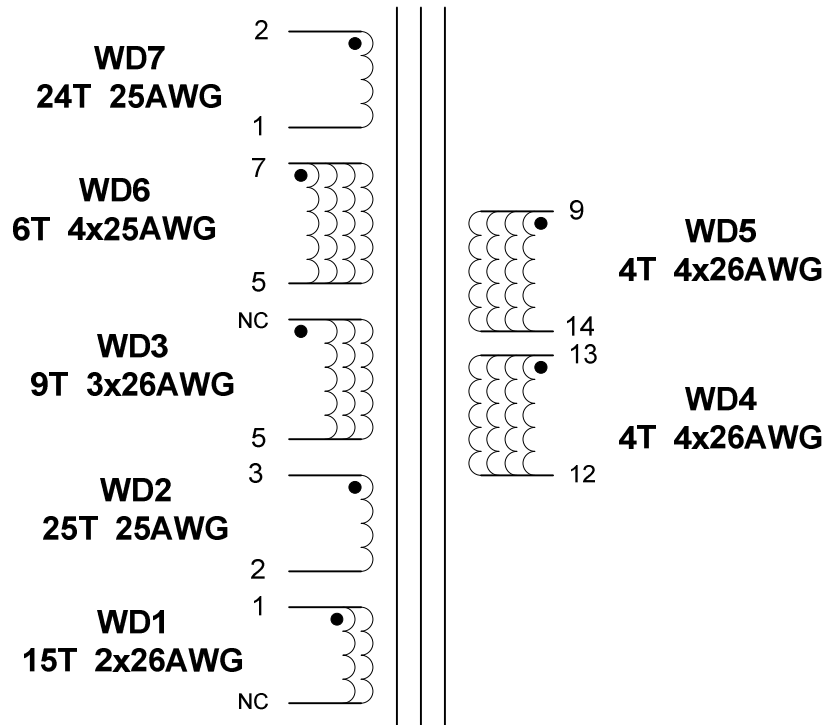 2
WD7
24T 25AWG
1
7
WD6
6T 4x25AWG
5
NC
WD3
9T 3x26AWG
5
3
WD2
25T 25AWG
2
1
WD1
15T 2x26AWG
NC
9
WD5
4T 4x26AWG
14
13
WD4
4T 4x26AWG
12